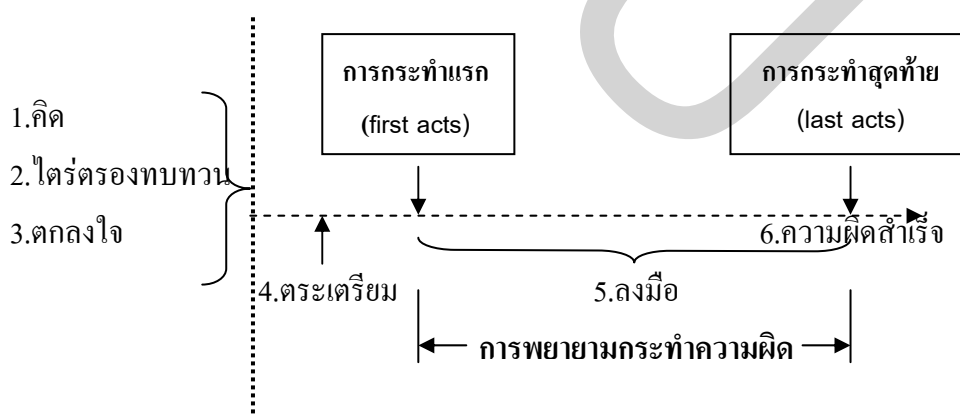 การกระทำแรก
(first acts)
การกระทำสุดท้าย
(last acts)
1.คิด
2.ไตร่ตรองทบทวน
3.ตกลงใจ
4.ตระเตรียม
5.ลงมือ
6.ความผิดสำเร็จ
การพยายามกระทำความผิด